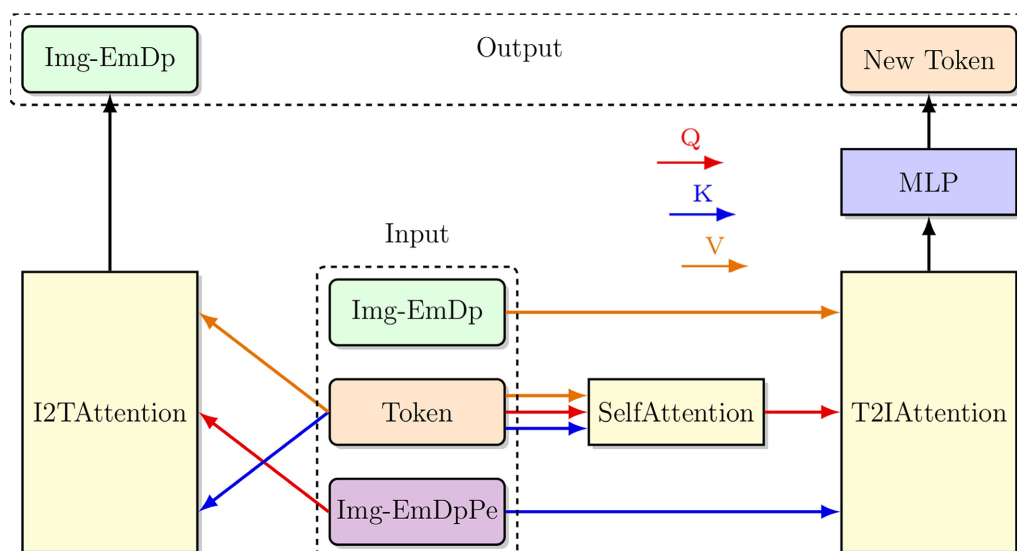 Img-EmDp
Output
New Token
Q
MLP
K
Input
V
Img-EmDp
I2TAttention
Token
SelfAttention
T2IAttention
Img-EmDpPe